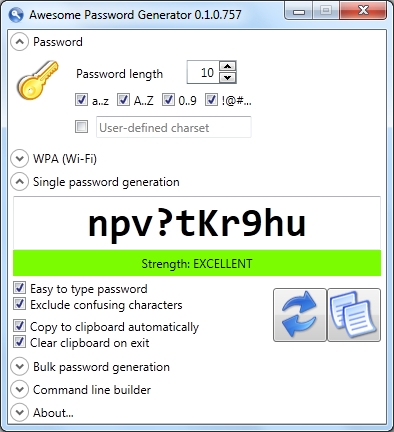 Awesome Password Generator 0.1.0.757
Password
Password length 10
a..z A..Z 0..9 !@#...
User-defined charset
WPA (Wi-Fi)
Single password generation
npv?tKr9hu
Strength: EXCELLENT
Easy to type password
Exclude confusing characters
Copy to clipboard automatically
Clear clipboard on exit
Bulk password generation
Command line builder
About...